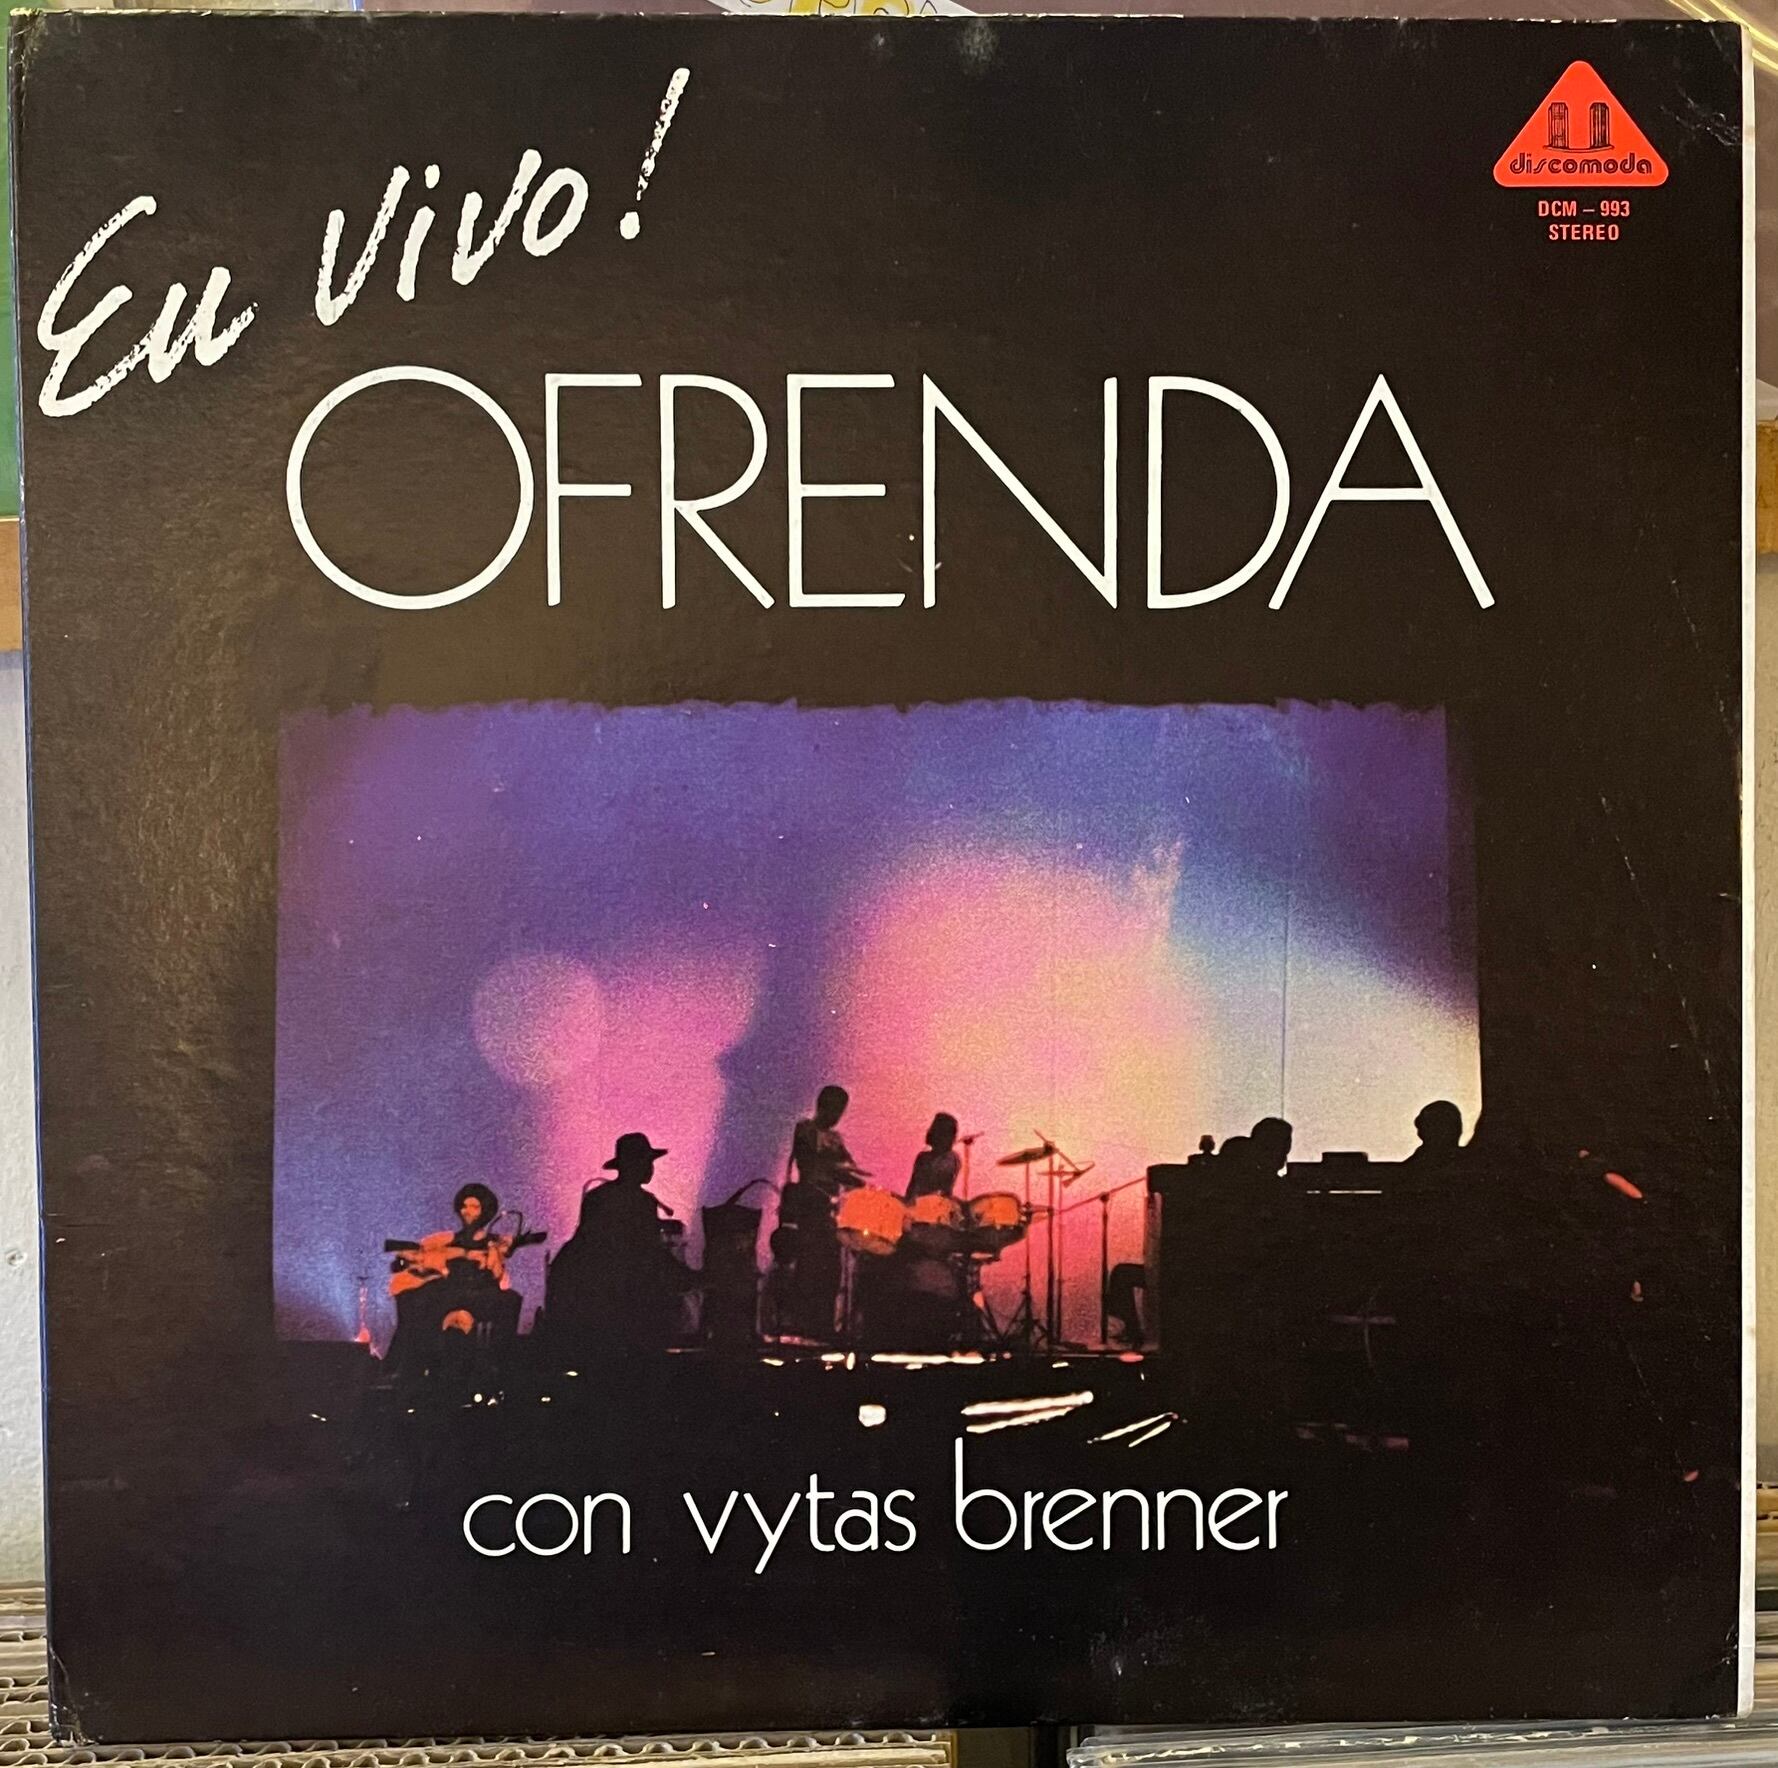 En vivo!
discomoda
DCM – 993
STEREO
OFRENDA
con vytas brenner